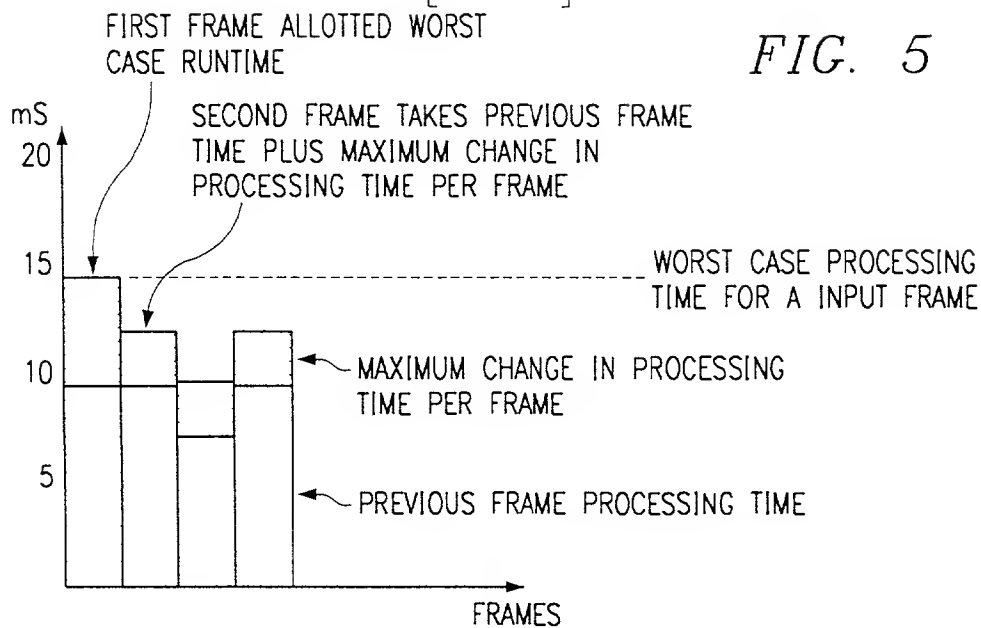 FIRST FRAME ALLOTTED WORST
CASE RUNTIME
FIG. 5
mS
SECOND FRAME TAKES PREVIOUS FRAME
TIME PLUS MAXIMUM CHANGE IN
PROCESSING TIME PER FRAME
20
15
WORST CASE PROCESSING
TIME FOR A INPUT FRAME
10
MAXIMUM CHANGE IN PROCESSING
TIME PER FRAME
5
PREVIOUS FRAME PROCESSING TIME
FRAMES